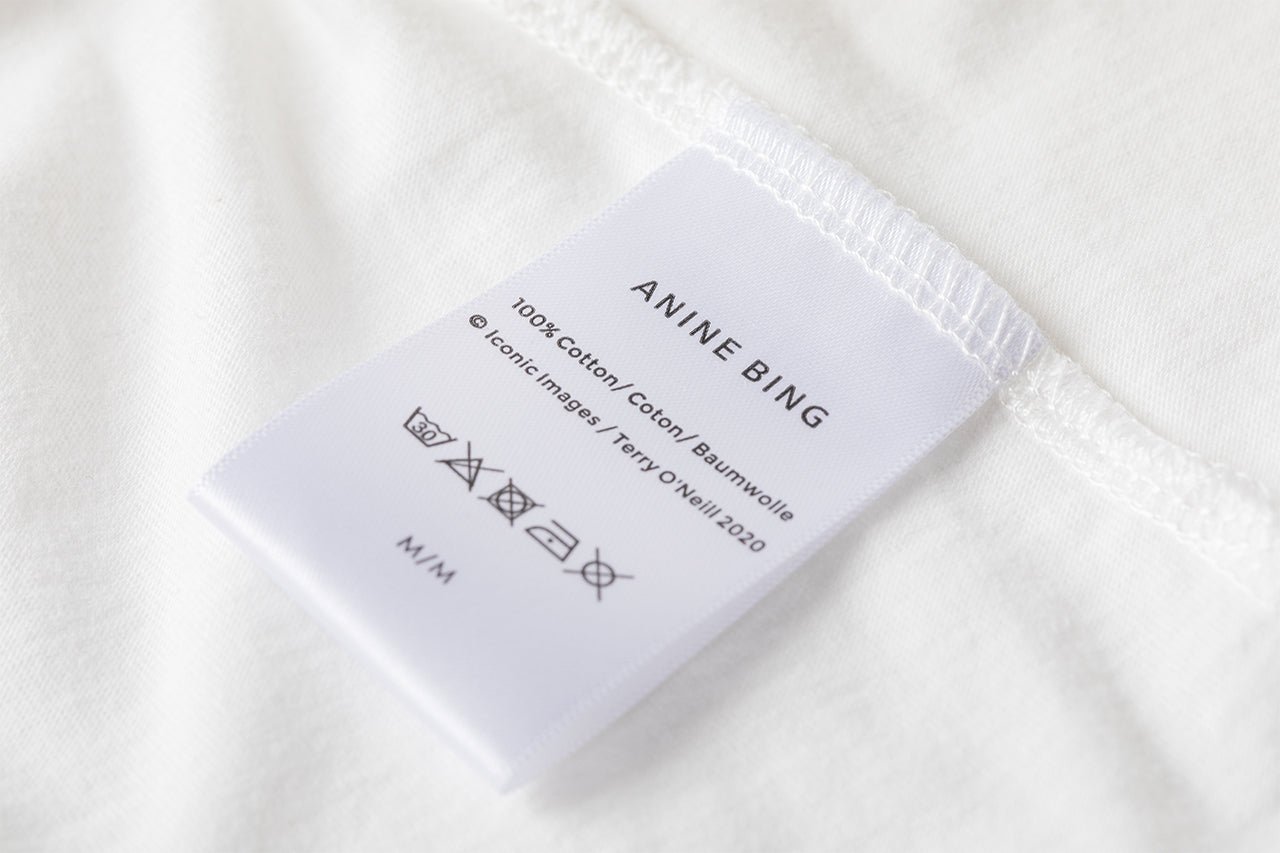 ANINE BING
100% Cotton/ Coton/ Baumwolle
© Iconic Images / Terry O'Neill 2020
30
M/M